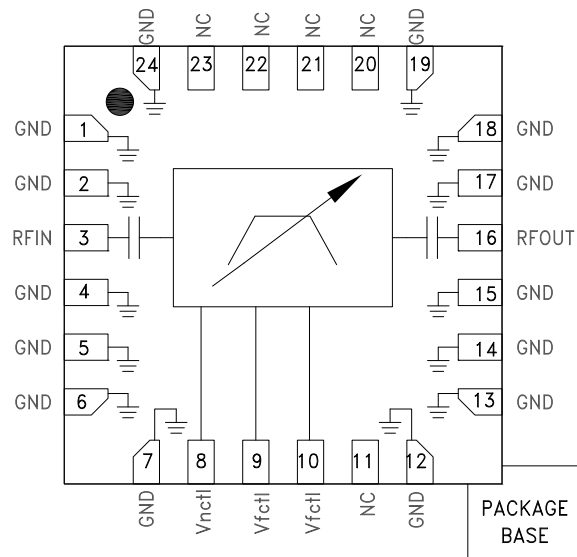 GND NC NC NC NC GND
24 23 22 21 20 19
GND 1 18 GND
GND 2 17 GND
RFIN 3 16 RFOUT
GND 4 15 GND
GND 5 14 GND
GND 6 13 GND
7 8 9 10 11 12
GND Vnctl Vfctl Vfctl NC GND
PACKAGE
BASE